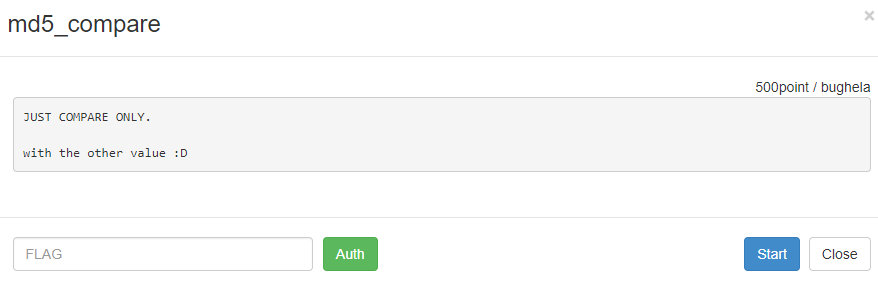 md5_compare
×
500point / bughela
JUST COMPARE ONLY.
with the other value :D
FLAG
Auth
Start
Close